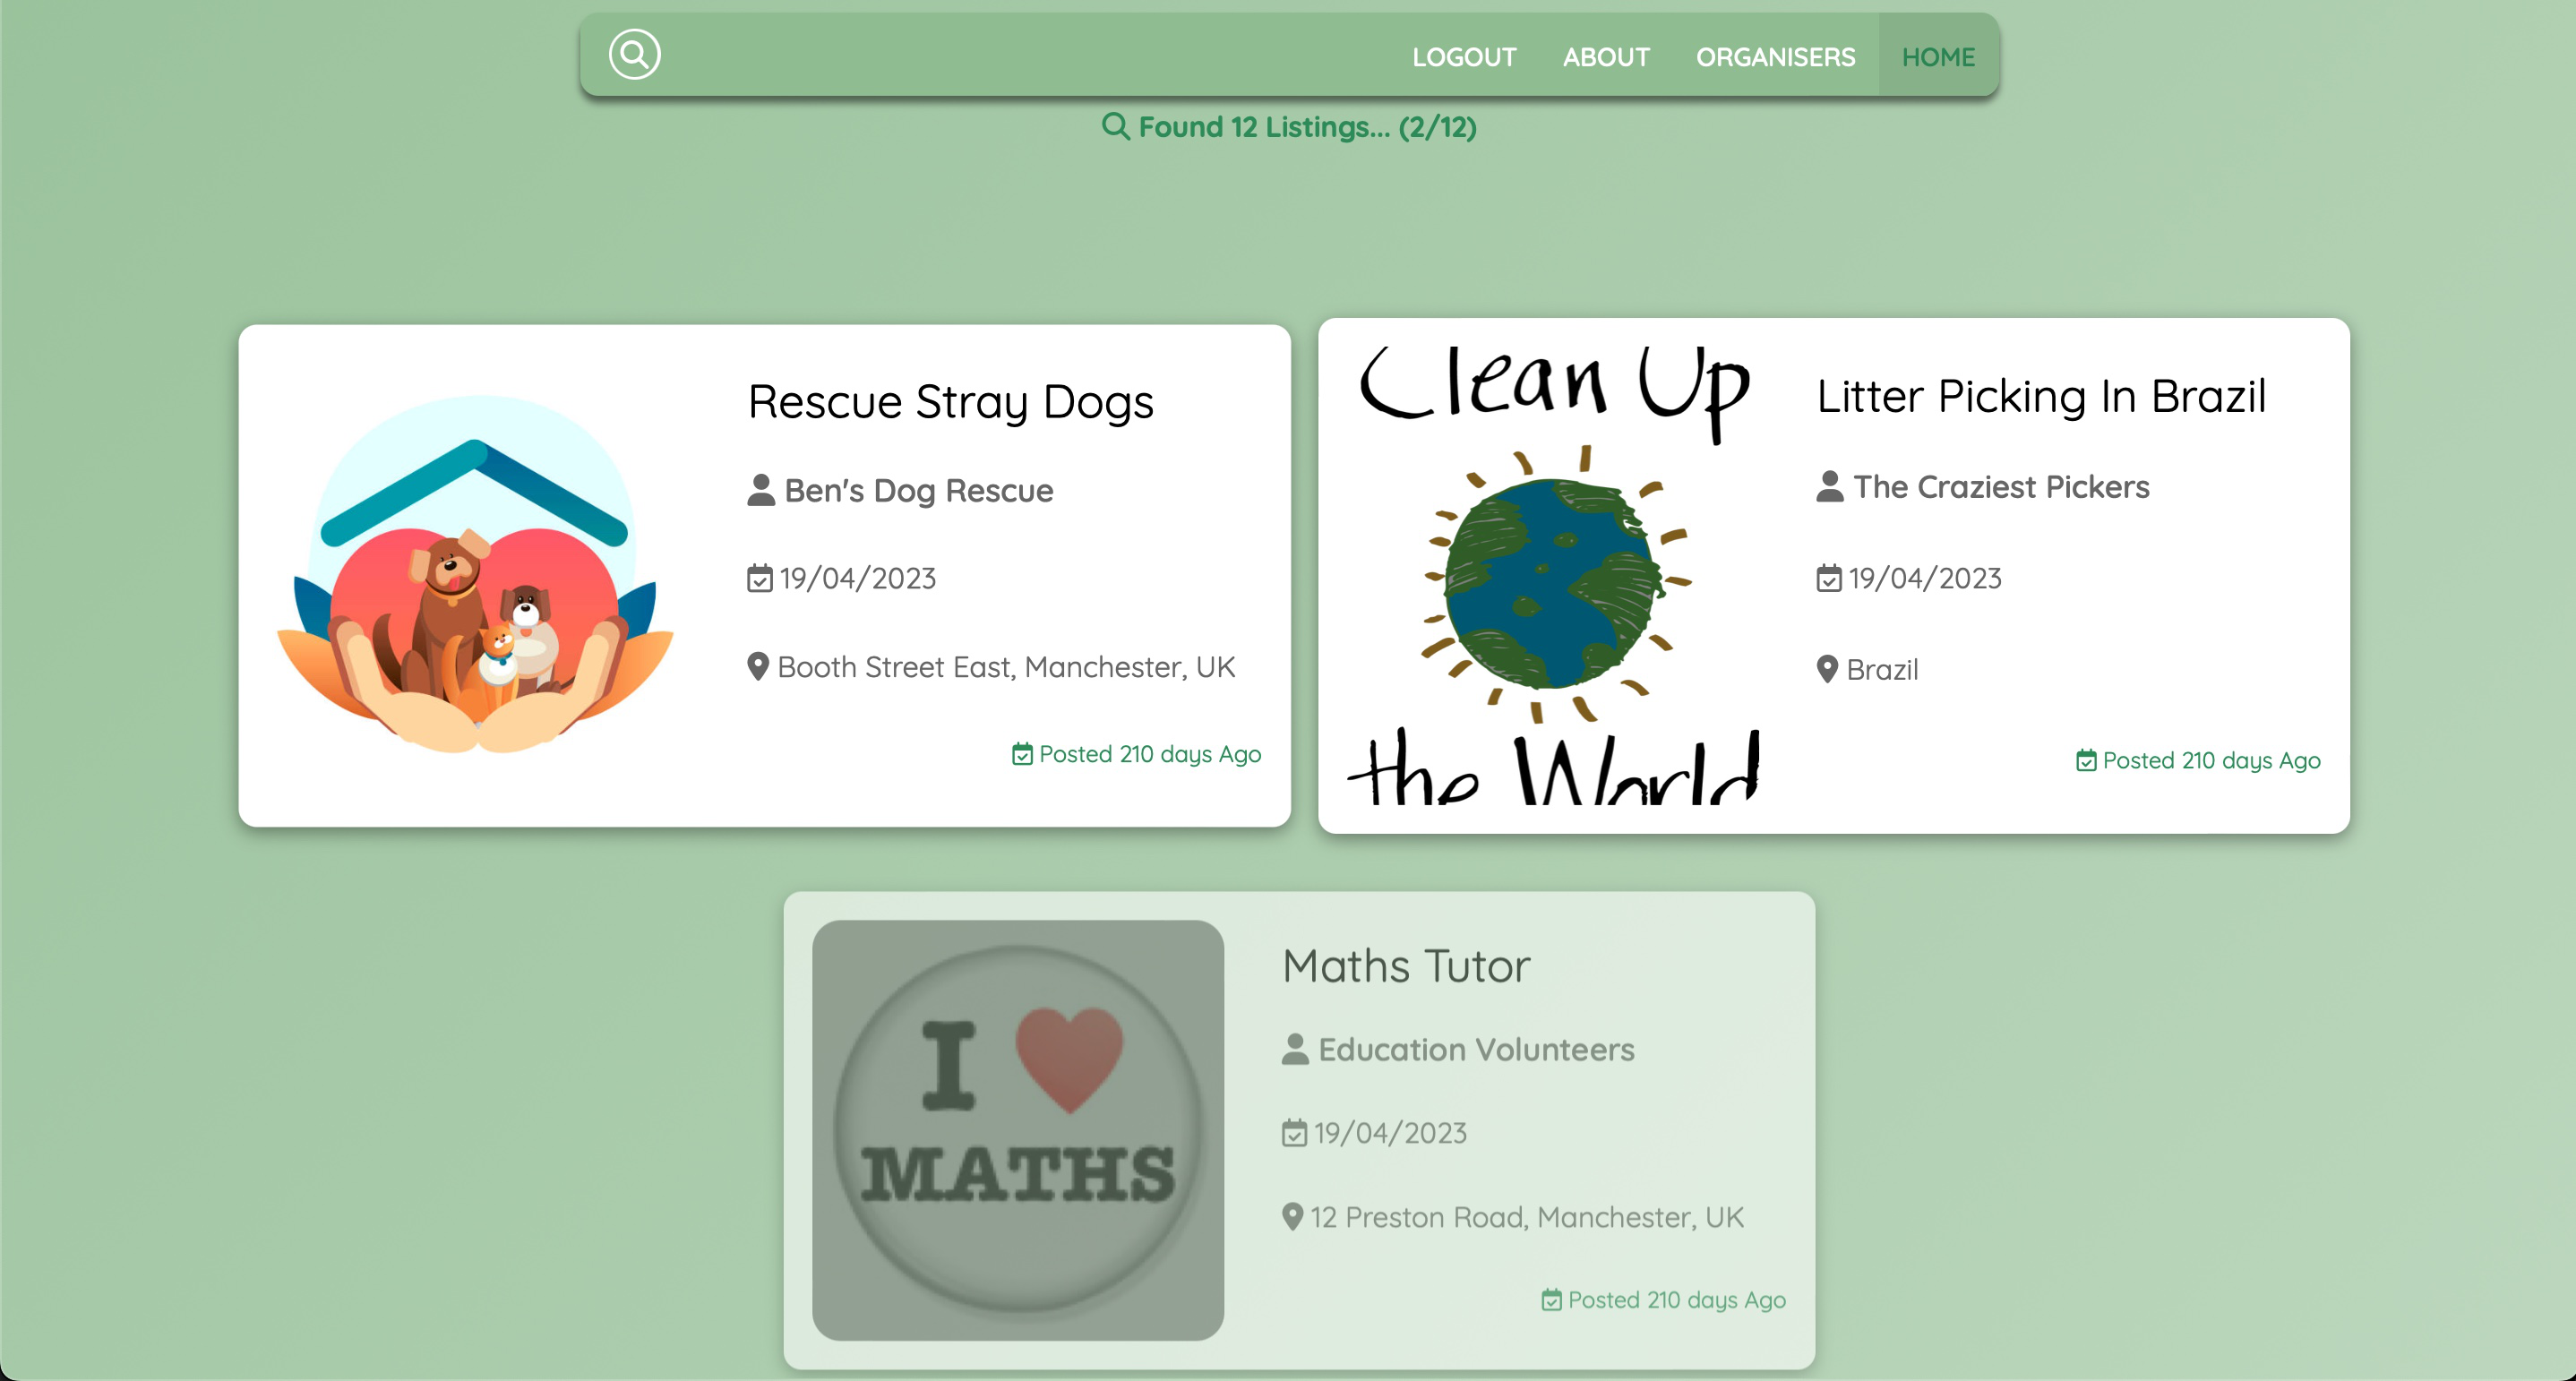 LOGOUT ABOUT ORGANISERS HOME
Found 12 Listings... (2/12)
Rescue Stray Dogs
Ben's Dog Rescue
19/04/2023
Booth Street East, Manchester, UK
Posted 210 days Ago
Clean Up
the World
Litter Picking In Brazil
The Craziest Pickers
19/04/2023
Brazil
Posted 210 days Ago
I
MATHS
Maths Tutor
Education Volunteers
19/04/2023
12 Preston Road, Manchester, UK
Posted 210 days Ago